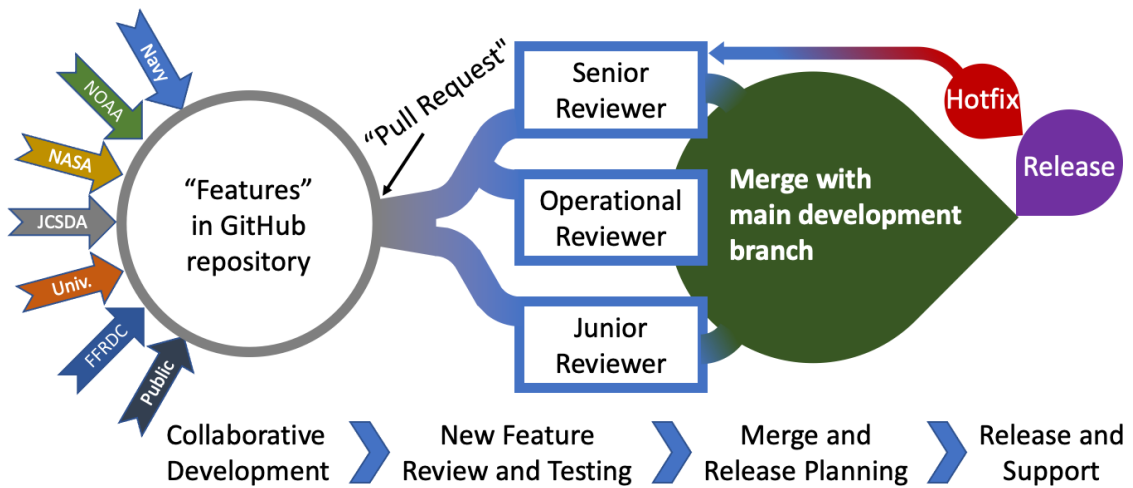 Navy
NOAA
NASA
JCSDA
Univ.
FFRDC
Public
“Features”
in GitHub
repository
“Pull Request”
Senior
Reviewer
Operational
Reviewer
Junior
Reviewer
Merge with
main development
branch
Hotfix
Release
Collaborative
Development
New Feature
Review and Testing
Merge and
Release Planning
Release and
Support